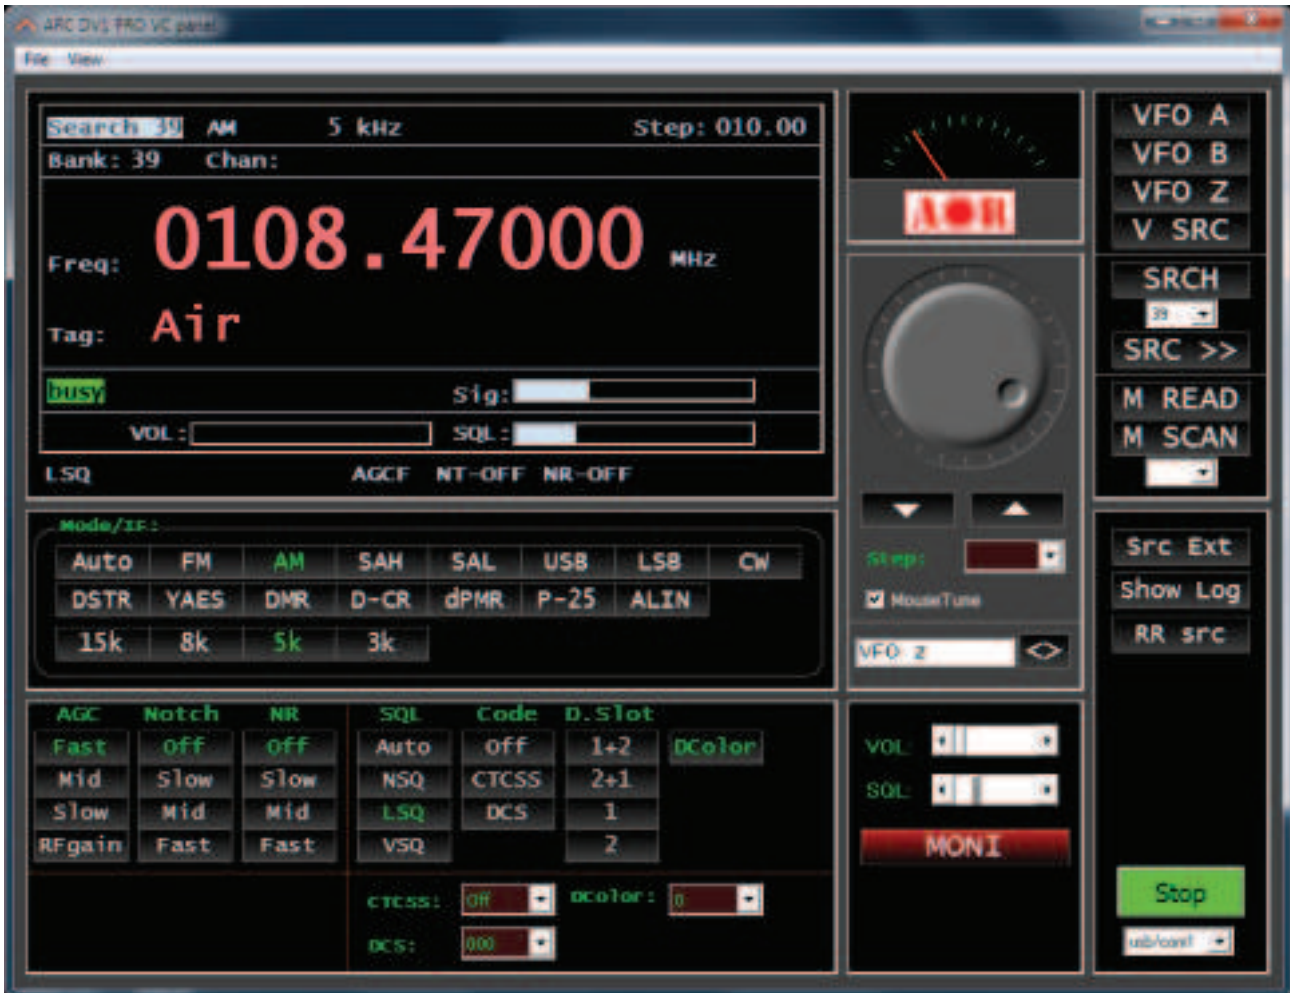 ARC DV1 PRO VC panel
File View
Search 39 AM 5 kHz Step: 010.00
Bank: 39 Chan:
Freq: 0108.47000 MHz
Tag: Air
busy Sig:
VOL: SQL:
LSQ AGCF NT-OFF NR-OFF
Mode/IF:
Auto FM AM SAH SAL USB LSB CW
DSTR YAES DMR D-CR dPMR P-25 ALIN
15k 8k 5k 3k
AGC Notch NR SQL Code D.Slot
Fast Off Off Auto Off 1+2 DColor
Mid Slow Slow NSQ CTCSS 2+1
Slow Mid Mid LSQ DCS 1
RFgain Fast Fast VSQ 2
CTCSS: Off DColor: 0
DCS: 000
AOR
Step:
MouseTune
VFO z <>
VOL
SQL
MONI
VFO A
VFO B
VFO Z
V SRC
SRCH
39
SRC >>
M READ
M SCAN
Src Ext
Show Log
RR src
Stop